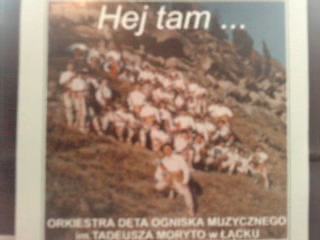 Hej tam ...
ORKIESTRA DĘTA OGNISKA MUZYCZNEGO
im. TADEUSZA MORYTO w ŁĄCKU